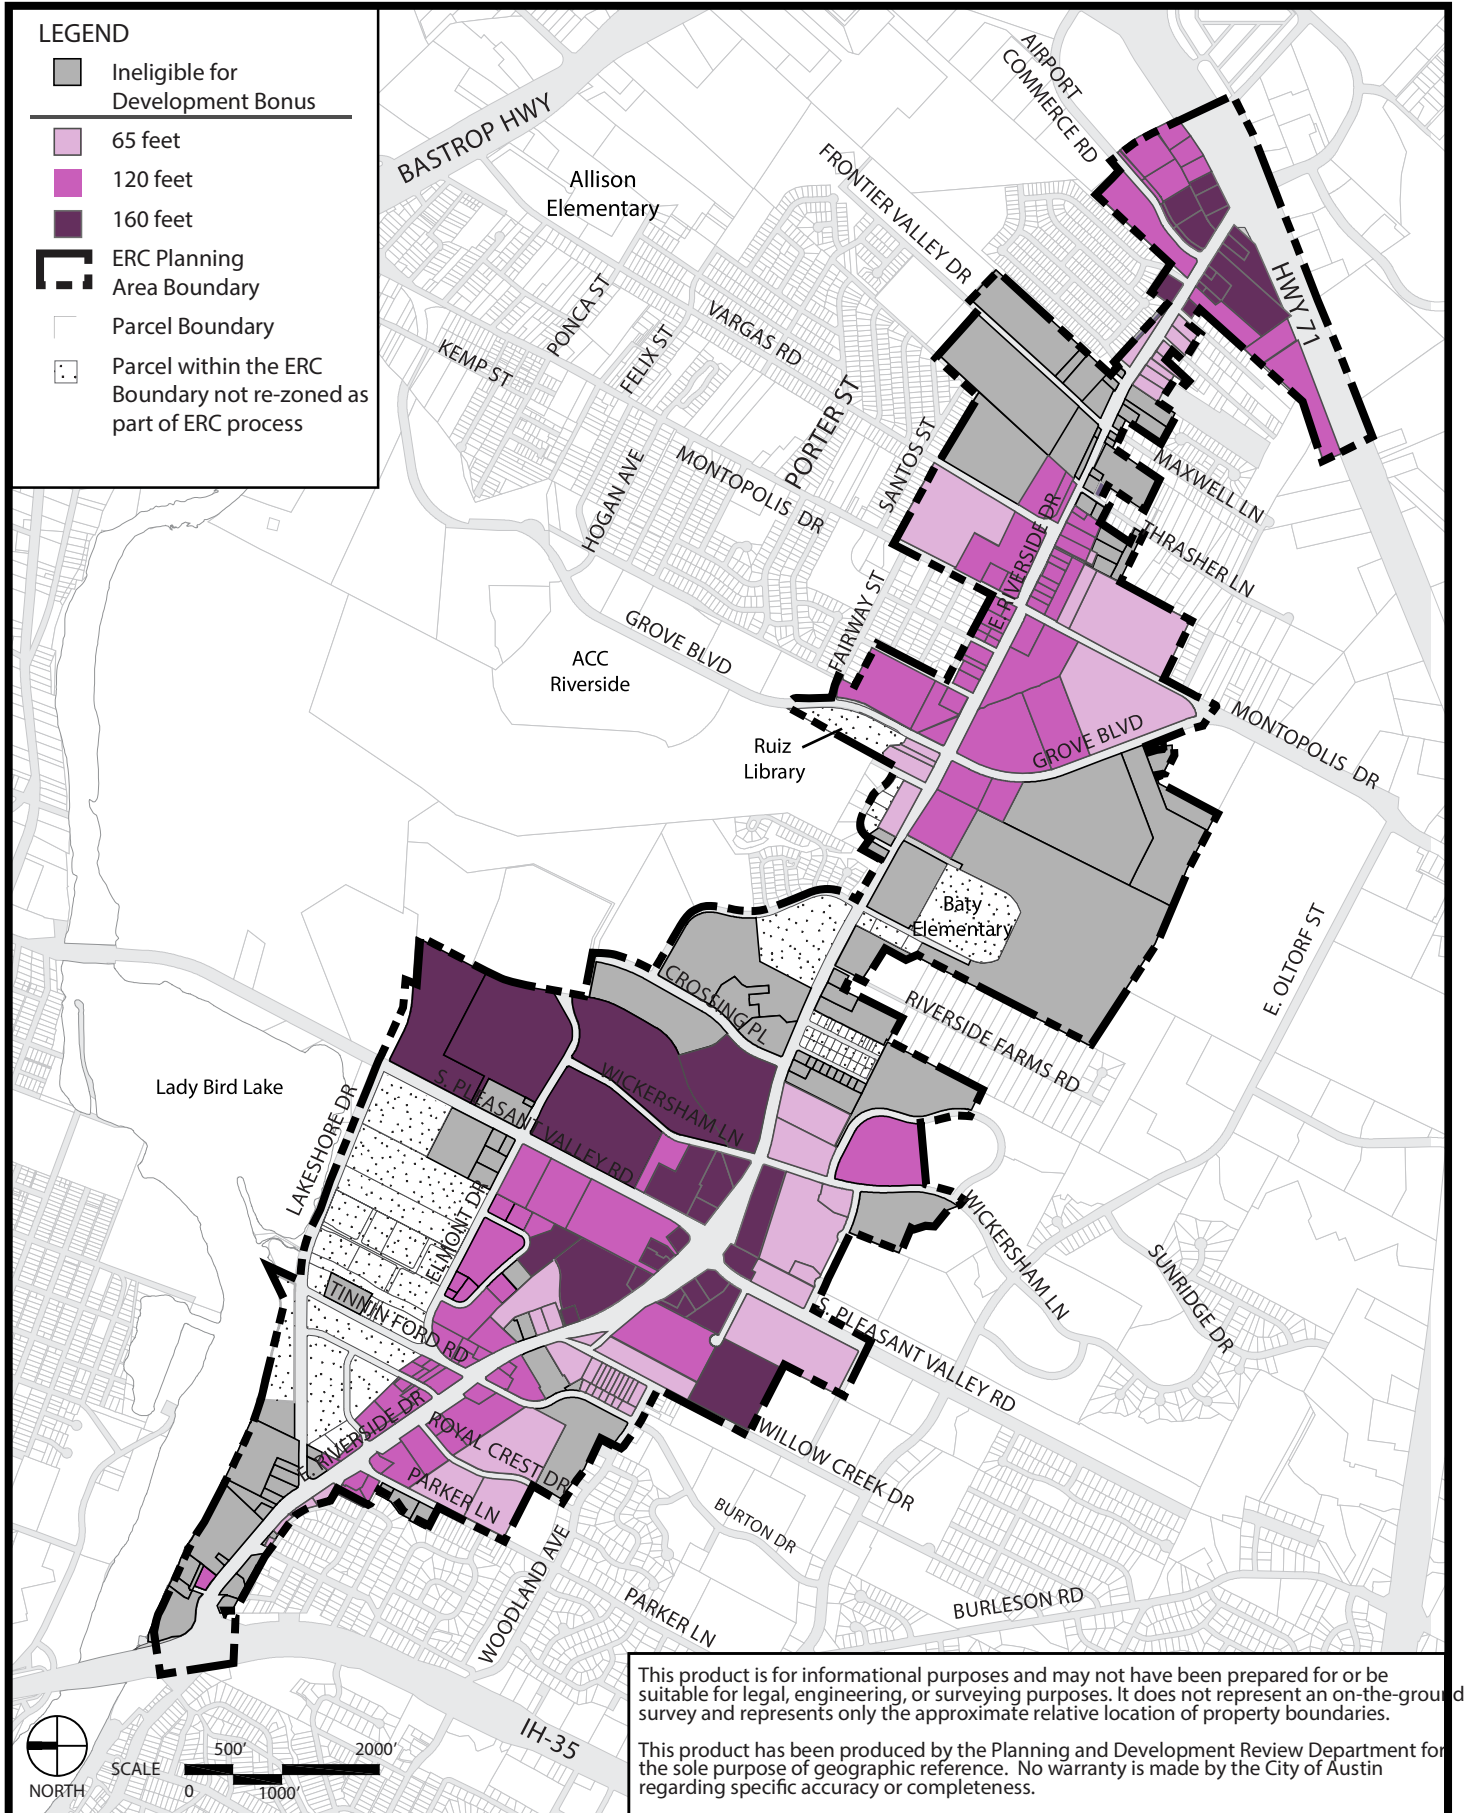 LEGEND
Ineligible for
Development Bonus
65 feet
120 feet
160 feet
ERC Planning
Area Boundary
Parcel Boundary
Parcel within the ERC
Boundary not re-zoned as
part of ERC process
AIRPORT
COMMERCE RD
BASTROP HWY
Allison
Elementary
FRONTIER VALLEY DR
HWY 71
PONCA ST
VARGAS RD
FELIX ST
KEMP ST
PORTER ST
SANTOS ST
MONTOPOLIS DR
HOGAN AVE
MAXWELL LN
THRASHER LN
E. RIVERSIDE DR
FAIRWAY ST
GROVE BLVD
ACC
Riverside
Ruiz
Library
GROVE BLVD
MONTOPOLIS DR
Baty
Elementary
E. OLTORF ST
CROSSING PL
RIVERSIDE FARMS RD
Lady Bird Lake
S. PLEASANT VALLEY RD
WICKERSHAM LN
LAKESHORE DR
ELMONT DR
WICKERSHAM LN
SUNRIDGE DR
TINNIN FORD RD
S. PLEASANT VALLEY RD
E. RIVERSIDE DR
ROYAL CREST DR
PARKER LN
WILLOW CREEK DR
BURTON DR
WOODLAND AVE
PARKER LN
BURLESON RD
IH-35
NORTH
SCALE
500'
2000'
0
1000'
This product is for informational purposes and may not have been prepared for or be
suitable for legal, engineering, or surveying purposes. It does not represent an on-the-ground
survey and represents only the approximate relative location of property boundaries.
This product has been produced by the Planning and Development Review Department for
the sole purpose of geographic reference. No warranty is made by the City of Austin
regarding specific accuracy or completeness.